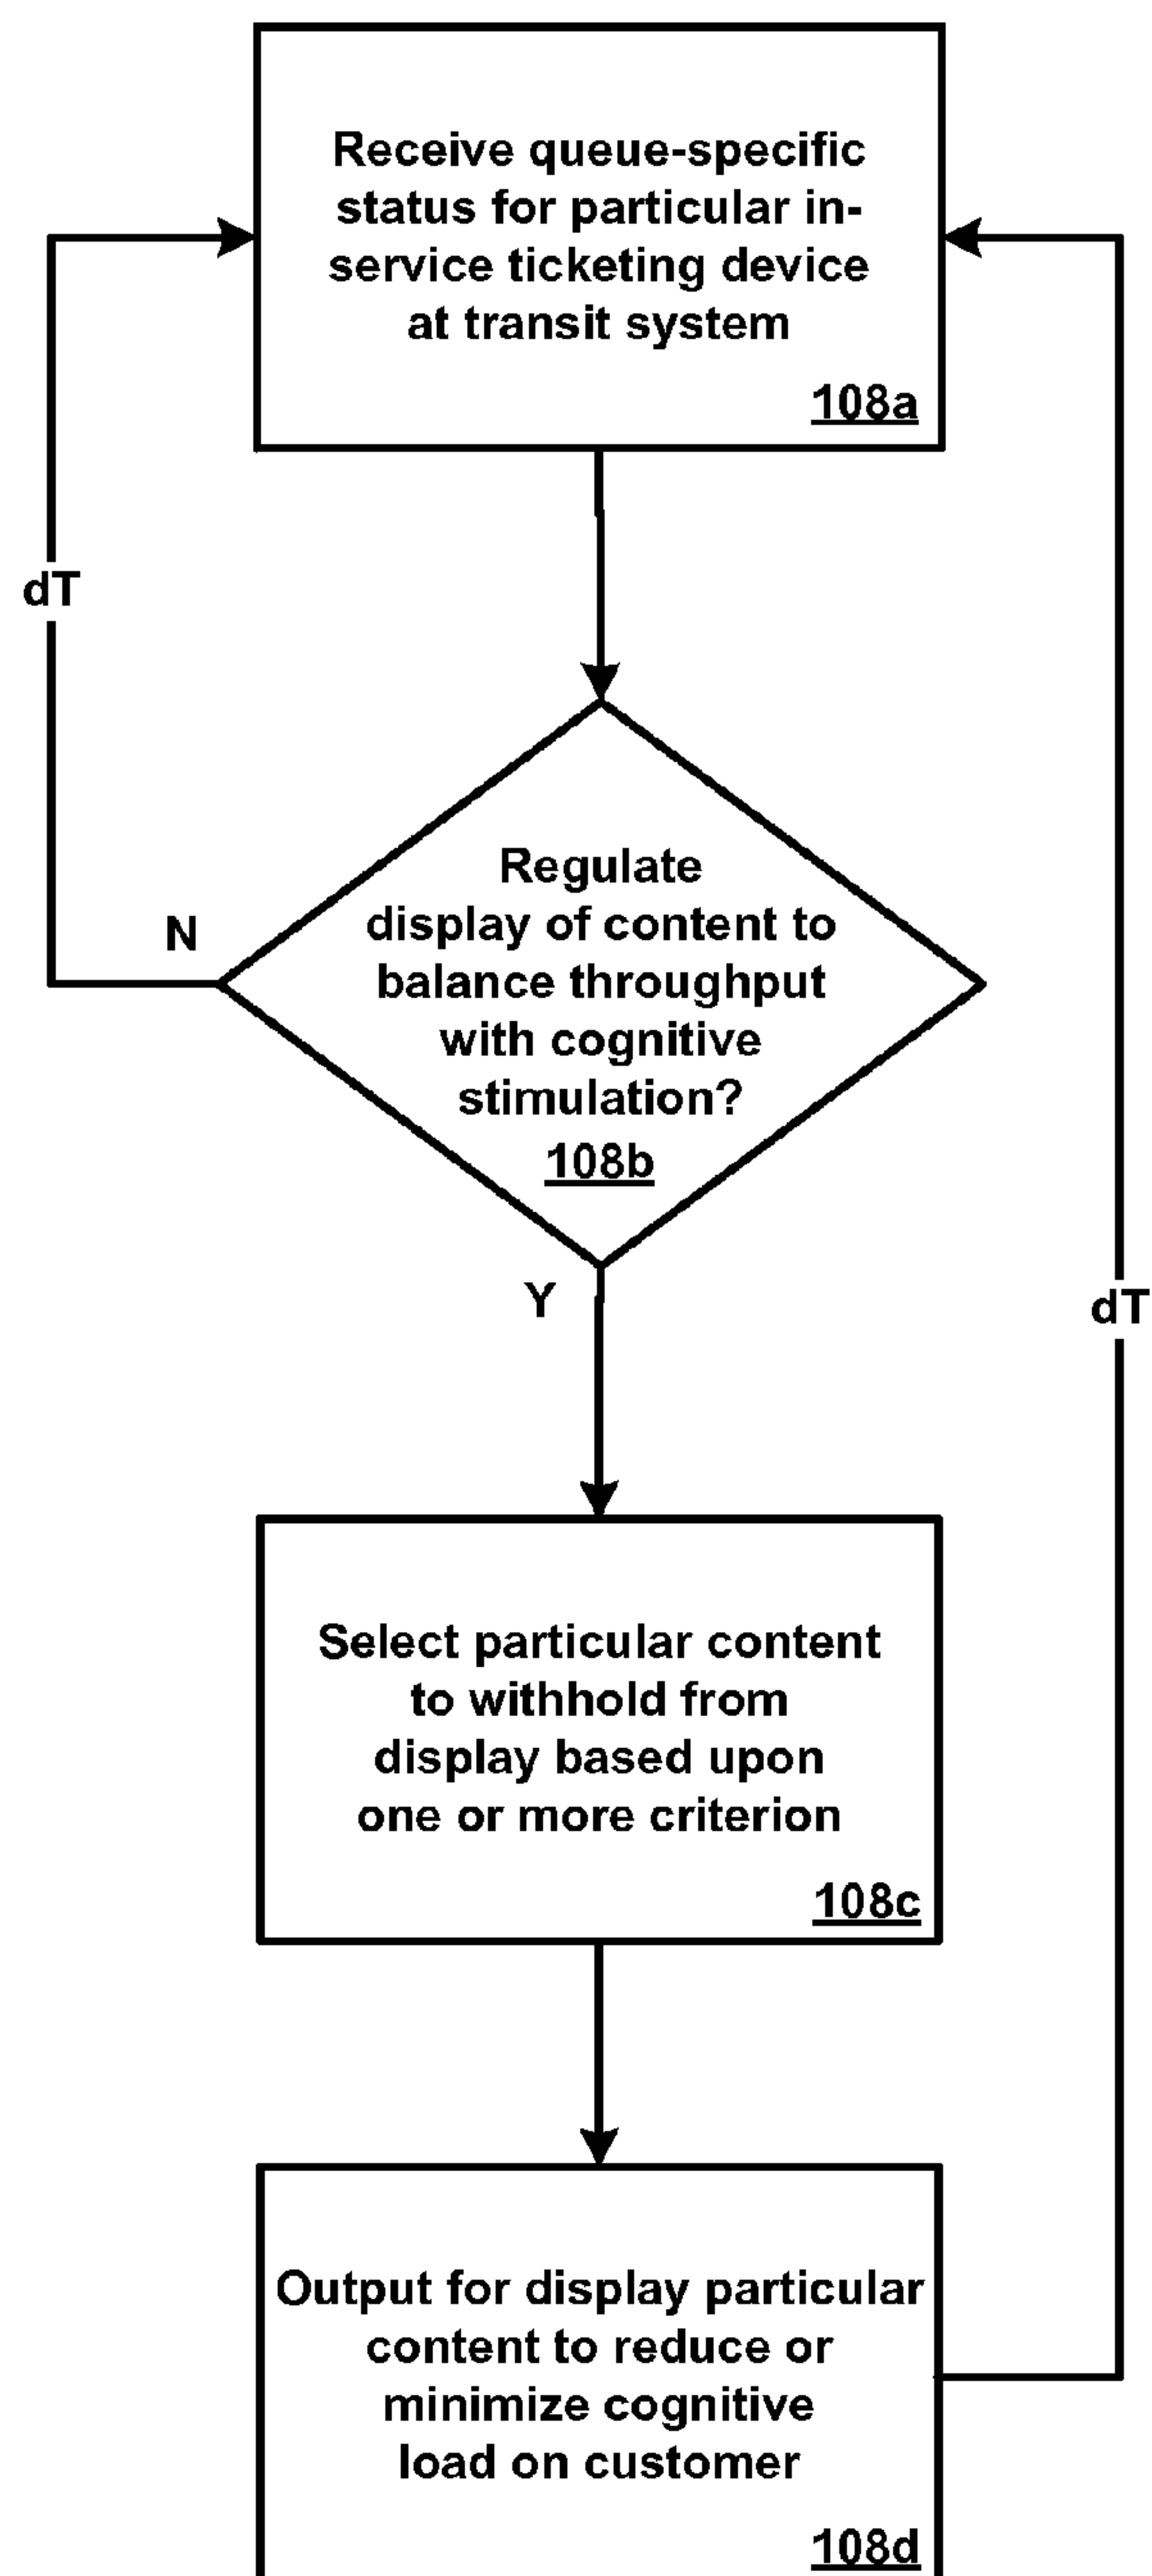 Receive queue-specific
status for particular in-
service ticketing device
at transit system
108a
dT
Regulate
display of content to
balance throughput
with cognitive
stimulation?
108b
N
Y
dT
Select particular content
to withhold from
display based upon
one or more criterion
108c
Output for display particular
content to reduce or
minimize cognitive
load on customer
108d